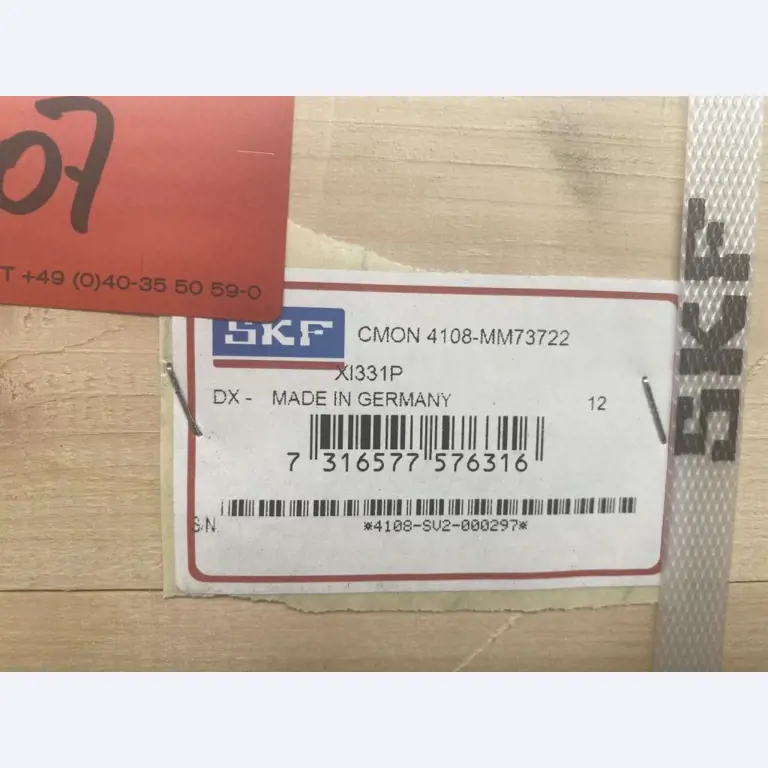 07
T +49 (0)40-35 50 59-0
SKF
CMON 4108-MM73722
XI331P
DX - MADE IN GERMANY
12
7 316577 576316
S/N
*4108-SV2-000297*
SKF